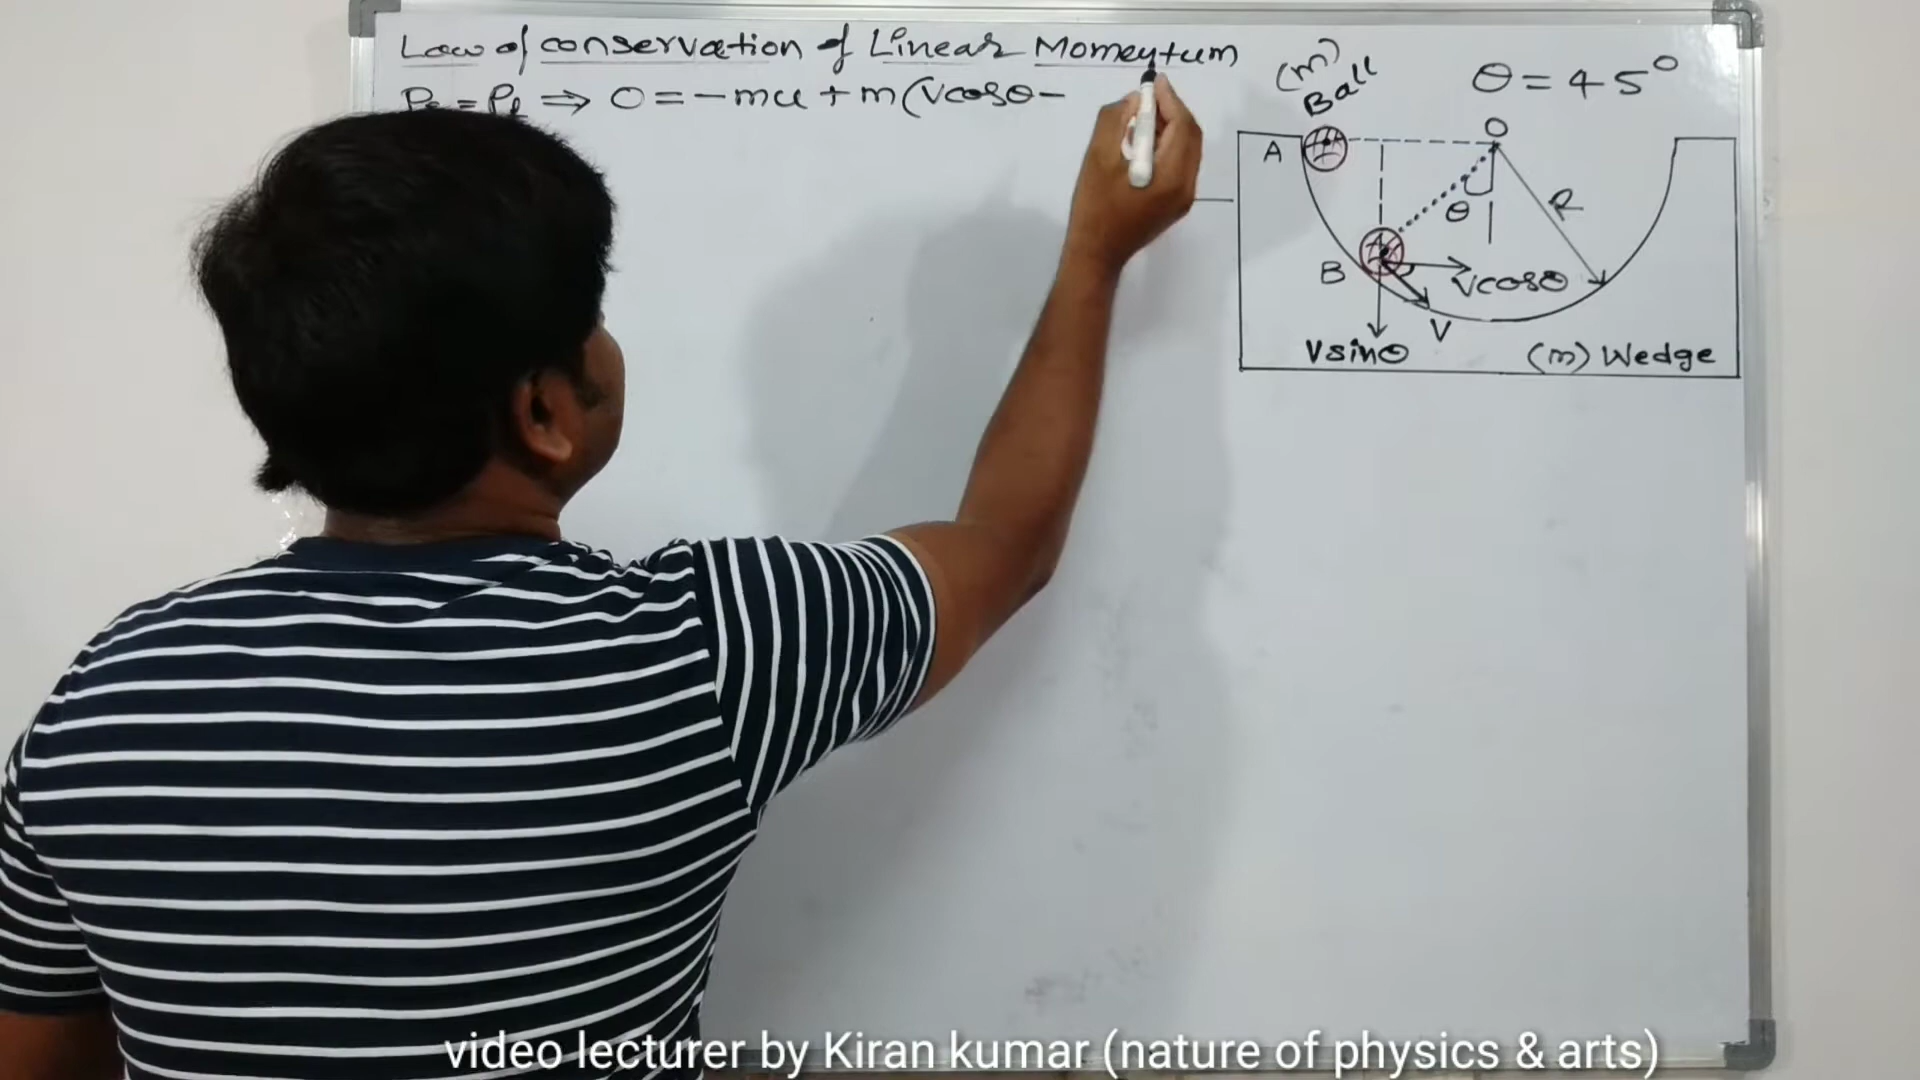 Law of conservation of Linear Momentum
Pi = Pf ⇒ 0 = -mu + m(vcosθ -
(m)
Ball
θ = 45°
A
O
θ
R
B
vcosθ
V
Vsinθ
(m) Wedge
video lecturer by Kiran kumar (nature of physics & arts)